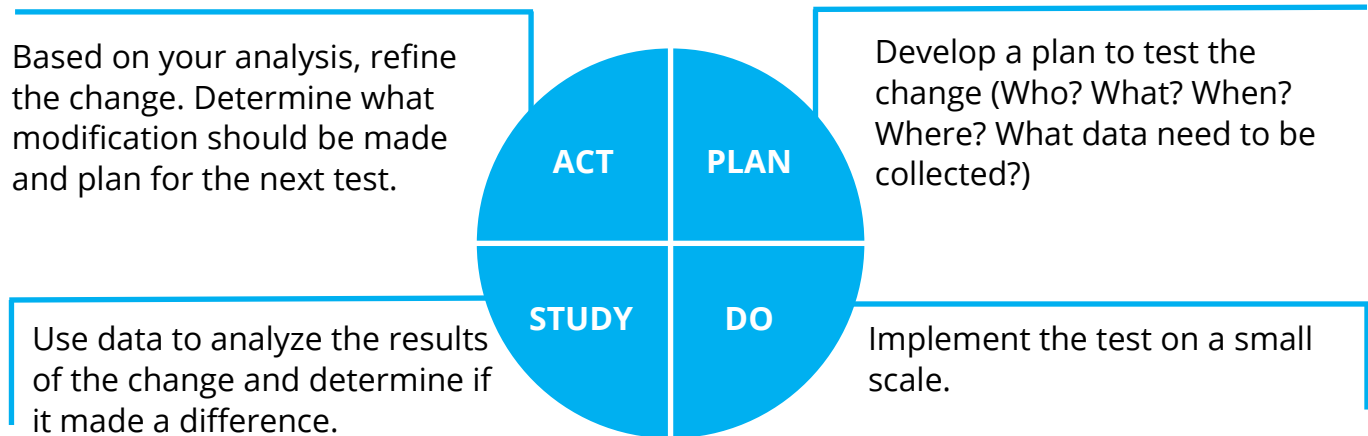 Based on your analysis, refine
the change. Determine what
modification should be made
and plan for the next test.
Develop a plan to test the
change (Who? What? When?
Where? What data need to be
collected?)
ACT
PLAN
STUDY
DO
Use data to analyze the results
of the change and determine if
it made a difference.
Implement the test on a small
scale.